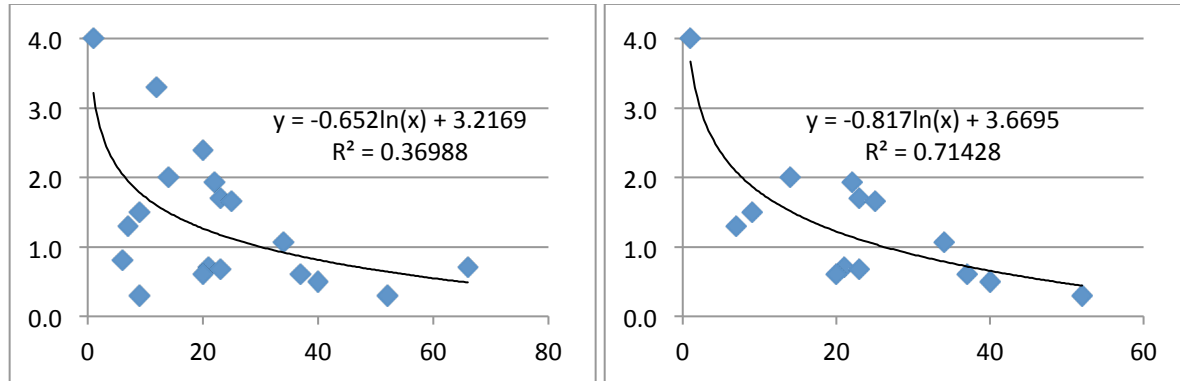 4.0
3.0
2.0
1.0
0.0
0 20 40 60 80
y = -0.652ln(x) + 3.2169
R² = 0.36988
4.0
3.0
2.0
1.0
0.0
0 20 40 60
y = -0.817ln(x) + 3.6695
R² = 0.71428